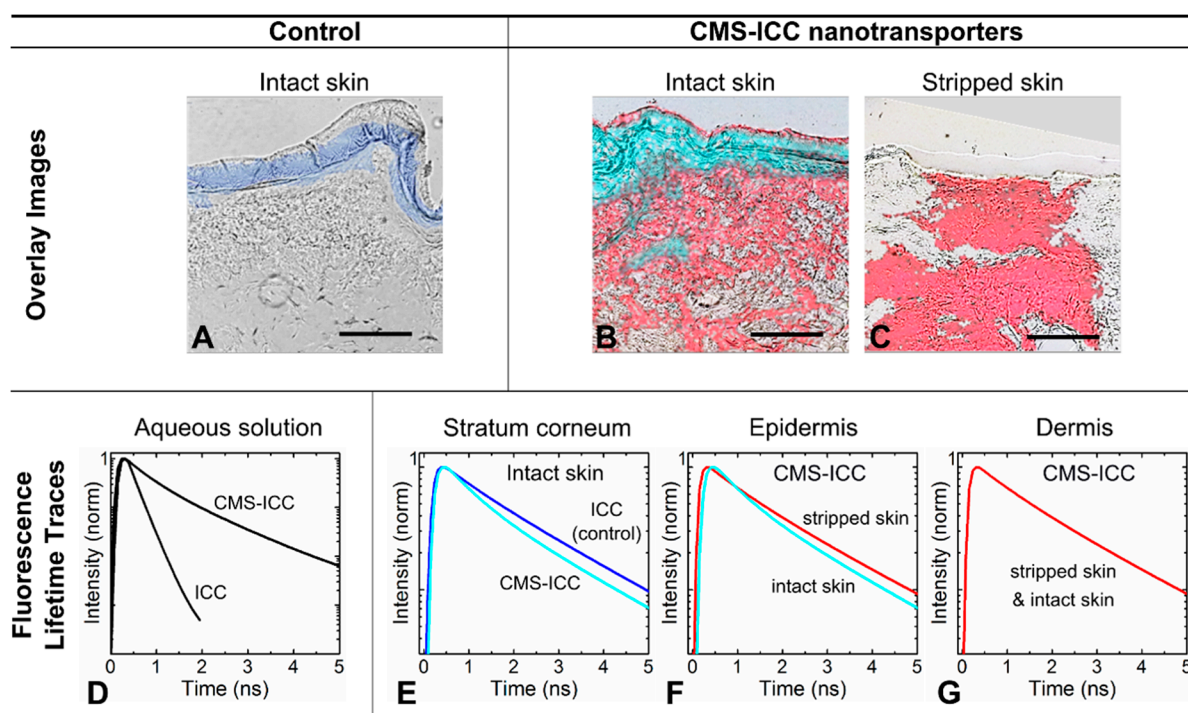 Control
CMS-ICC nanotransporters
Intact skin
Intact skin
Stripped skin
Overlay Images
A
B
C
Fluorescence
Lifetime Traces
Aqueous solution
Intensity (norm)
1
CMS-ICC
ICC
0 1 2 3 4 5
Time (ns)
D
Stratum corneum
Intensity (norm)
1
Intact skin
ICC
(control)
CMS-ICC
0 1 2 3 4 5
Time (ns)
E
Epidermis
Intensity (norm)
1
CMS-ICC
stripped skin
intact skin
0 1 2 3 4 5
Time (ns)
F
Dermis
Intensity (norm)
1
CMS-ICC
stripped skin
& intact skin
0 1 2 3 4 5
Time (ns)
G